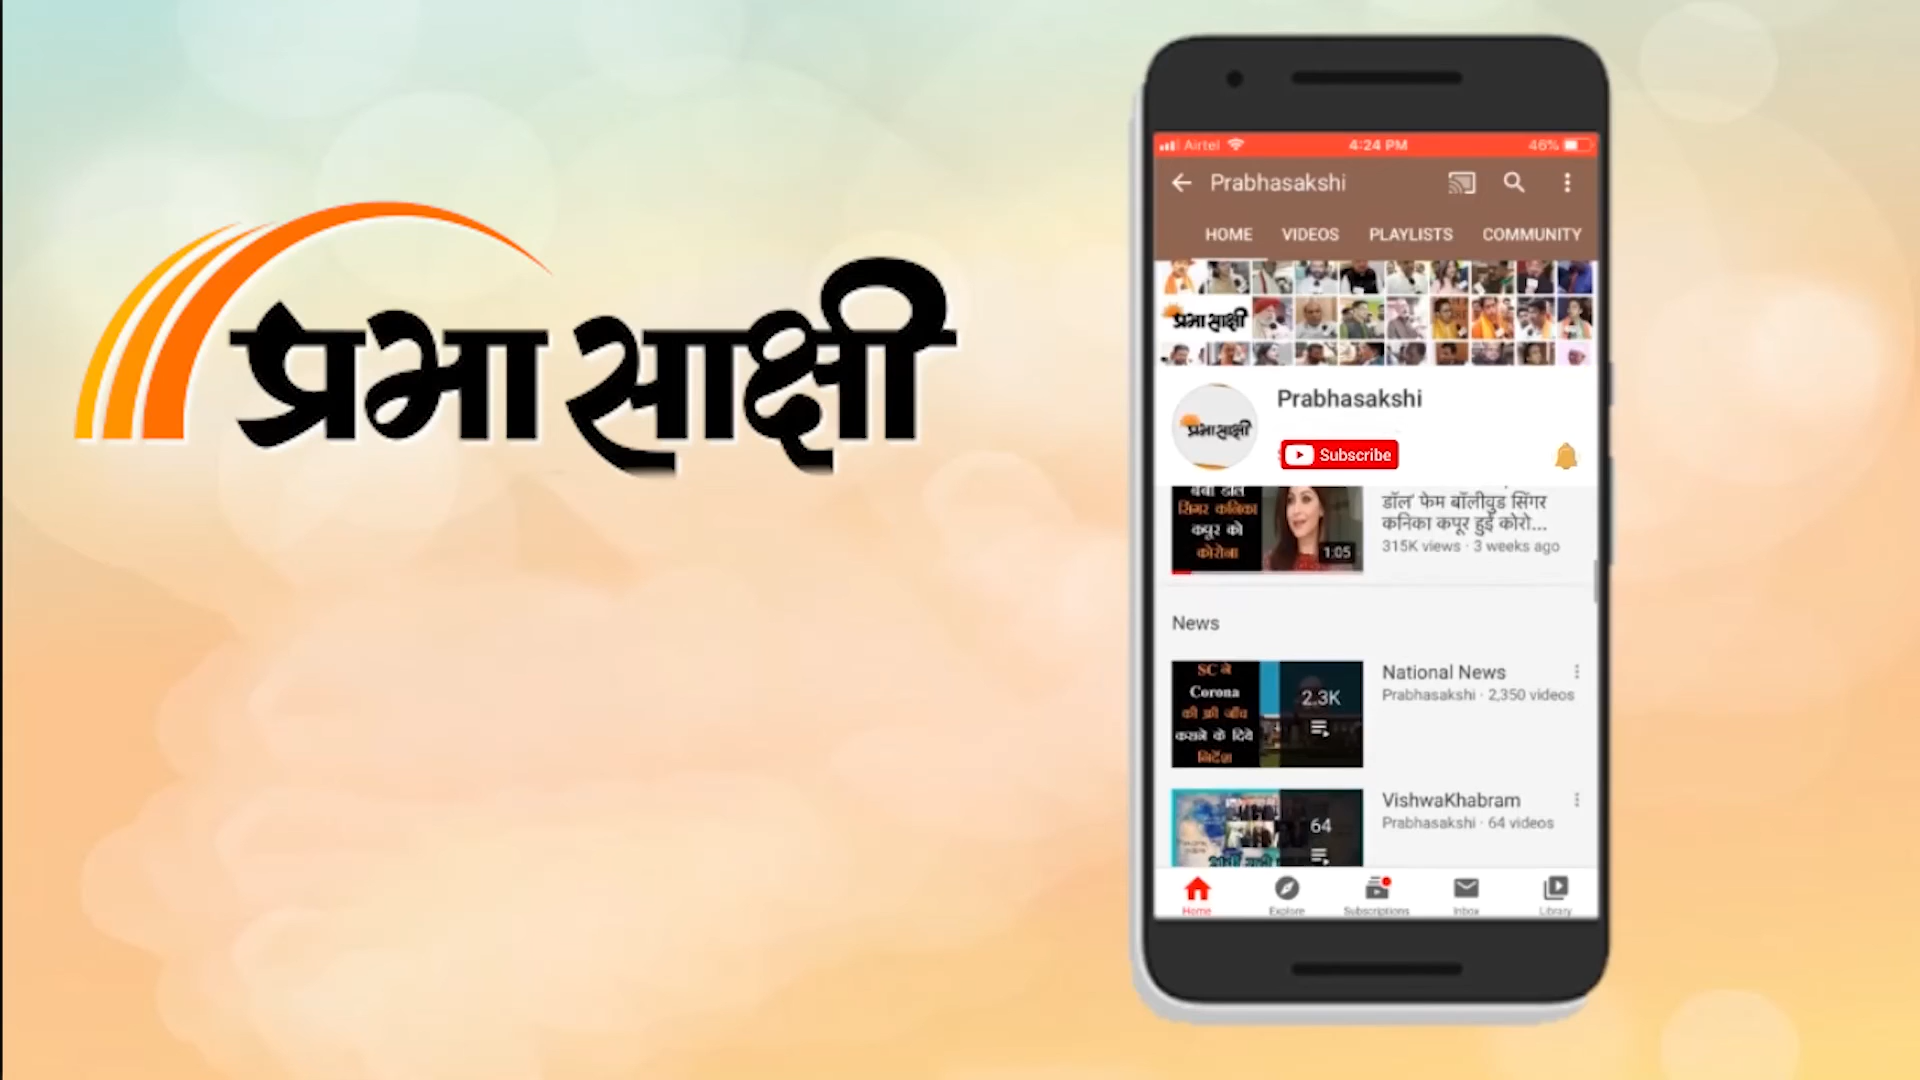 प्रभा साक्षी
Airtel 4:24 PM 46%
Prabhasakshi
HOME VIDEOS PLAYLISTS COMMUNITY
प्रभा साक्षी
Prabhasakshi
प्रभा साक्षी
Subscribe
बेबी डॉल
सिंगर कनिका
कपूर को
कोरोना
1:05
डॉल' फेम बॉलीवुड सिंगर
कनिका कपूर हुईं कोरो...
315K views · 3 weeks ago
News
SC ने
Corona
की फ्री जाँच
कराने के दिये
निर्देश
2.3K
National News
Prabhasakshi · 2,350 videos
64
VishwaKhabram
Prabhasakshi · 64 videos
Home Explore Subscriptions Inbox Library